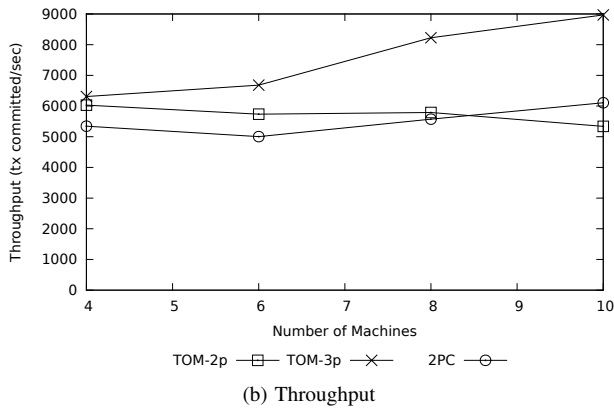 9000
8000
7000
6000
5000
4000
3000
2000
1000
0
Throughput (tx committed/sec)
4 5 6 7 8 9 10
Number of Machines
TOM-2p TOM-3p 2PC
(b) Throughput